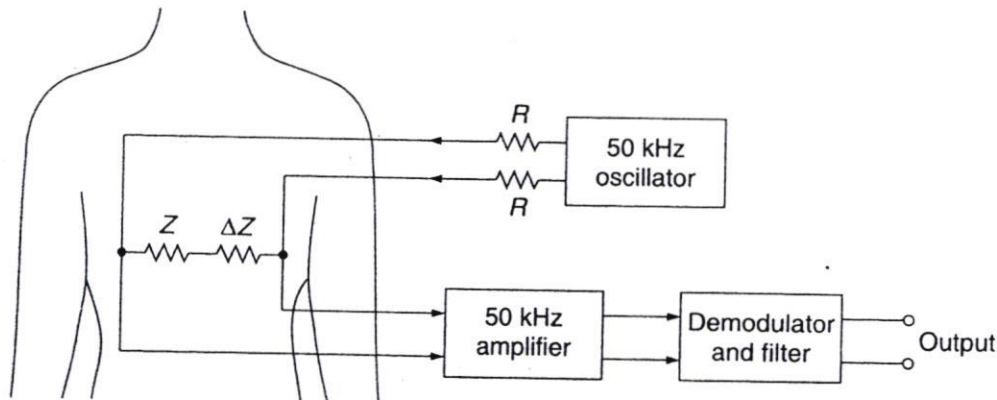 R
50 kHz
oscillator
R
Z ΔZ
50 kHz
amplifier
Demodulator
and filter
Output